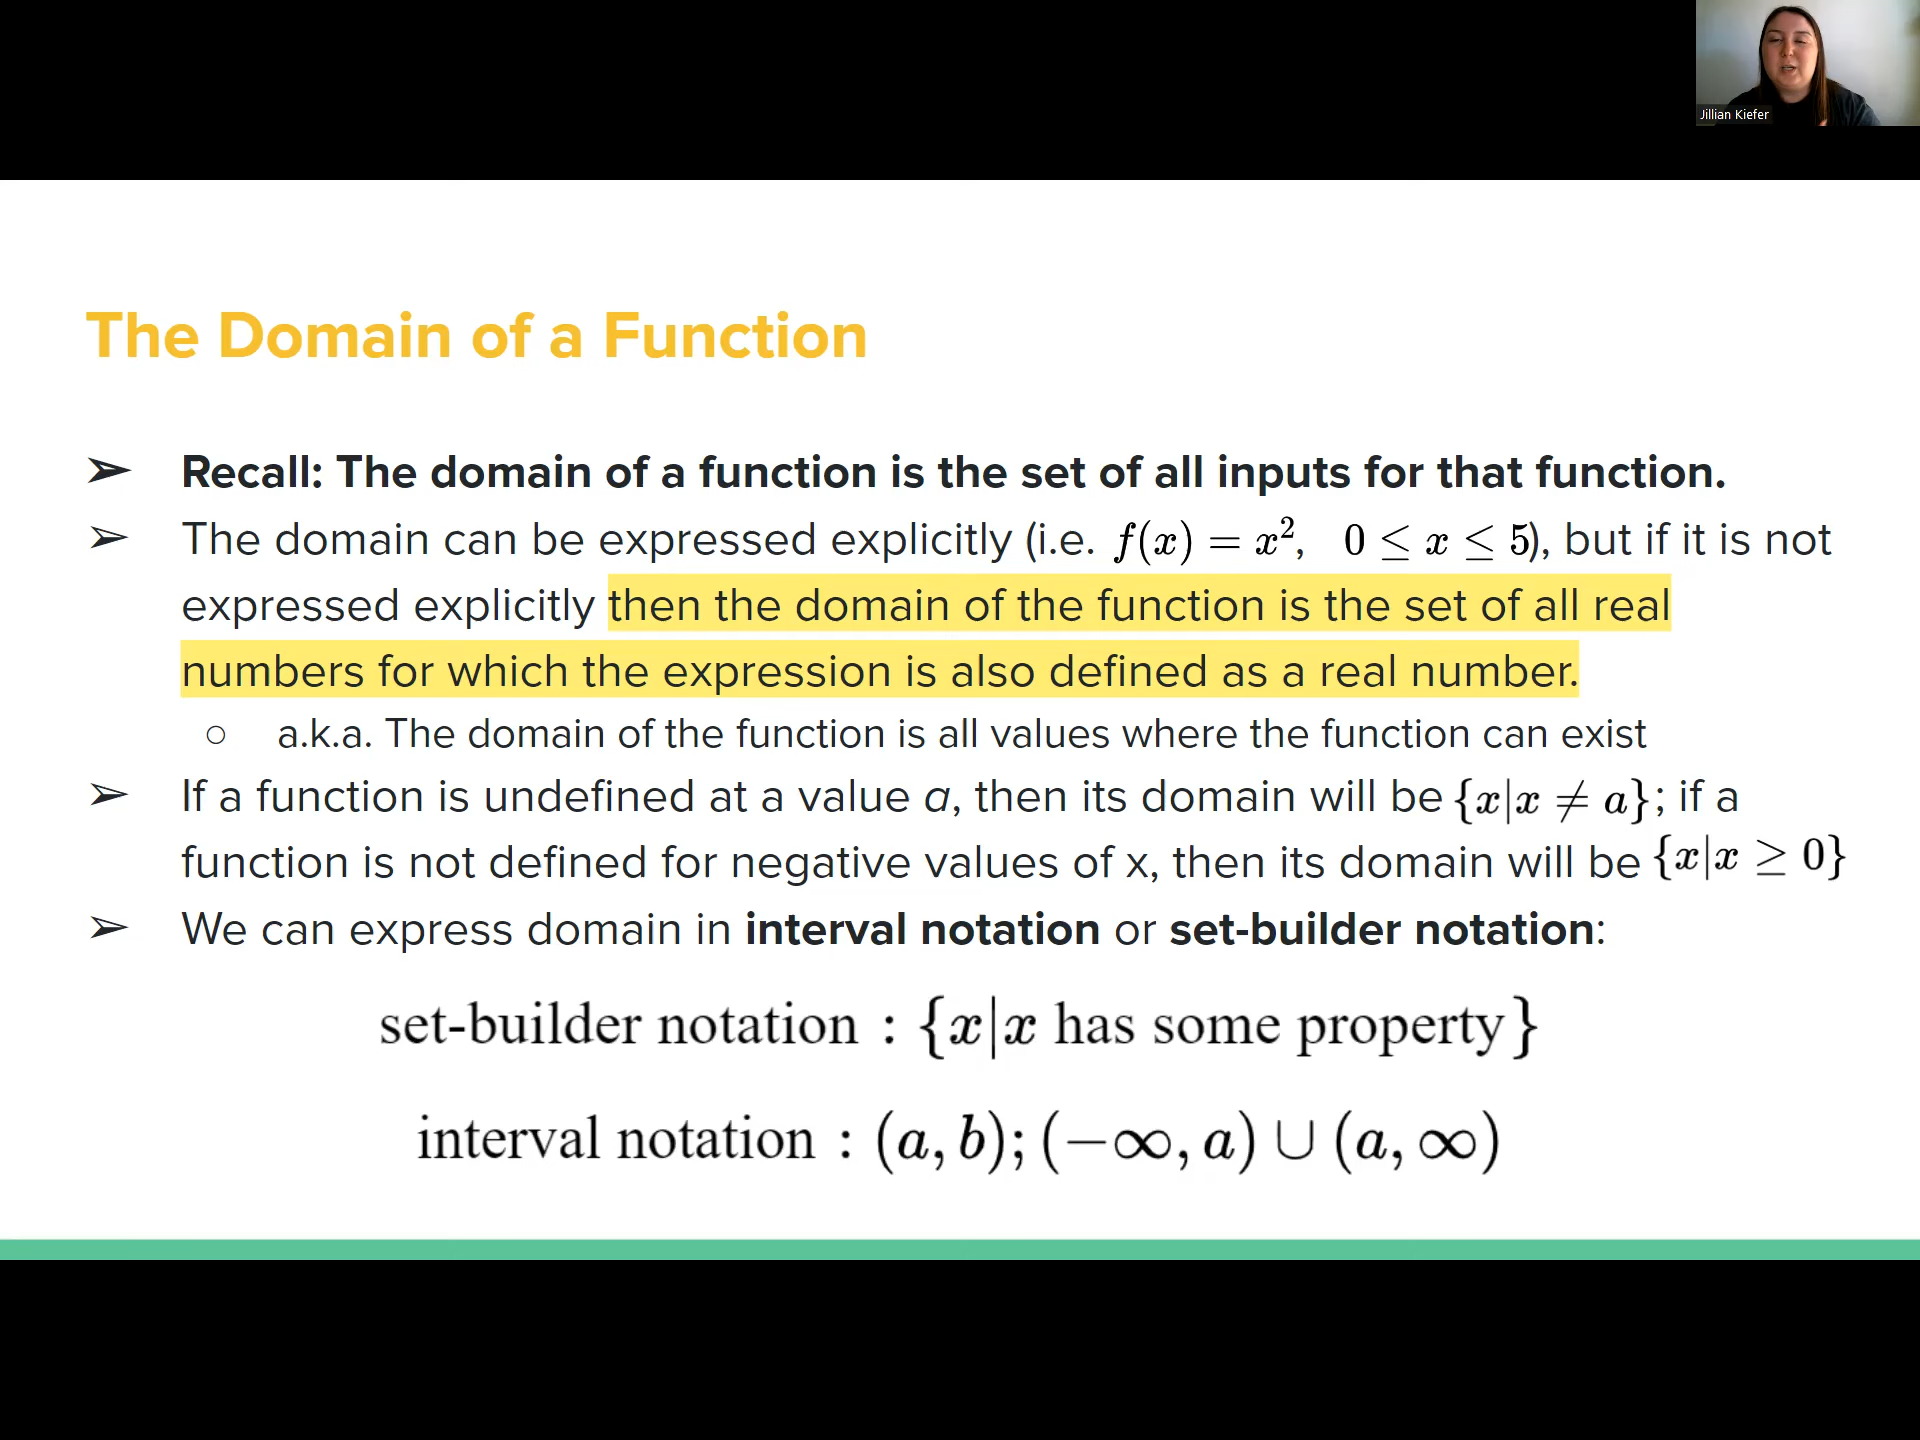 Jillian Kiefer
The Domain of a Function
➢ Recall: The domain of a function is the set of all inputs for that function.
➢ The domain can be expressed explicitly (i.e. f(x) = x², 0 ≤ x ≤ 5), but if it is not
expressed explicitly then the domain of the function is the set of all real
numbers for which the expression is also defined as a real number.
○ a.k.a. The domain of the function is all values where the function can exist
➢ If a function is undefined at a value a, then its domain will be {x|x ≠ a}; if a
function is not defined for negative values of x, then its domain will be {x|x ≥ 0}
➢ We can express domain in interval notation or set-builder notation:
set-builder notation : {x|x has some property}
interval notation : (a, b); (−∞, a) ∪ (a, ∞)